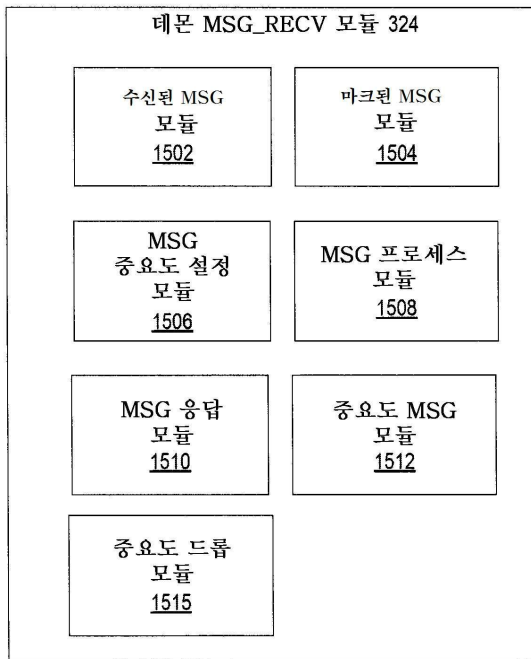 데몬 MSG_RECV 모듈 324
수신된 MSG
모듈
1502
마크된 MSG
모듈
1504
MSG
중요도 설정
모듈
1506
MSG 프로세스
모듈
1508
MSG 응답
모듈
1510
중요도 MSG
모듈
1512
중요도 드롭
모듈
1515